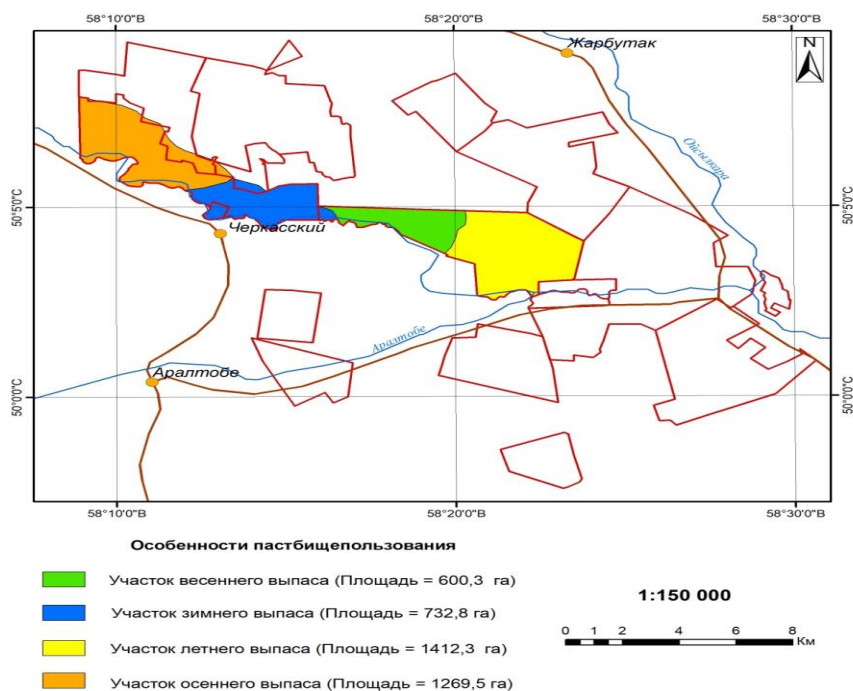 58°10'0"В
58°20'0"В
58°30'0"В
Жарбутак
N
Ойсылкара
50°5'0"С
50°5'0"С
Черкасский
Аралтобе
Аралтобе
50°0'0"С
50°0'0"С
58°10'0"В
58°20'0"В
58°30'0"В
Особенности пастбищепользования
Участок весеннего выпаса (Площадь = 600,3 га)
Участок зимнего выпаса (Площадь = 732,8 га)
Участок летнего выпаса (Площадь = 1412,3 га)
Участок осеннего выпаса (Площадь = 1269,5 га)
1:150 000
0 1 2 4 6 8
Км